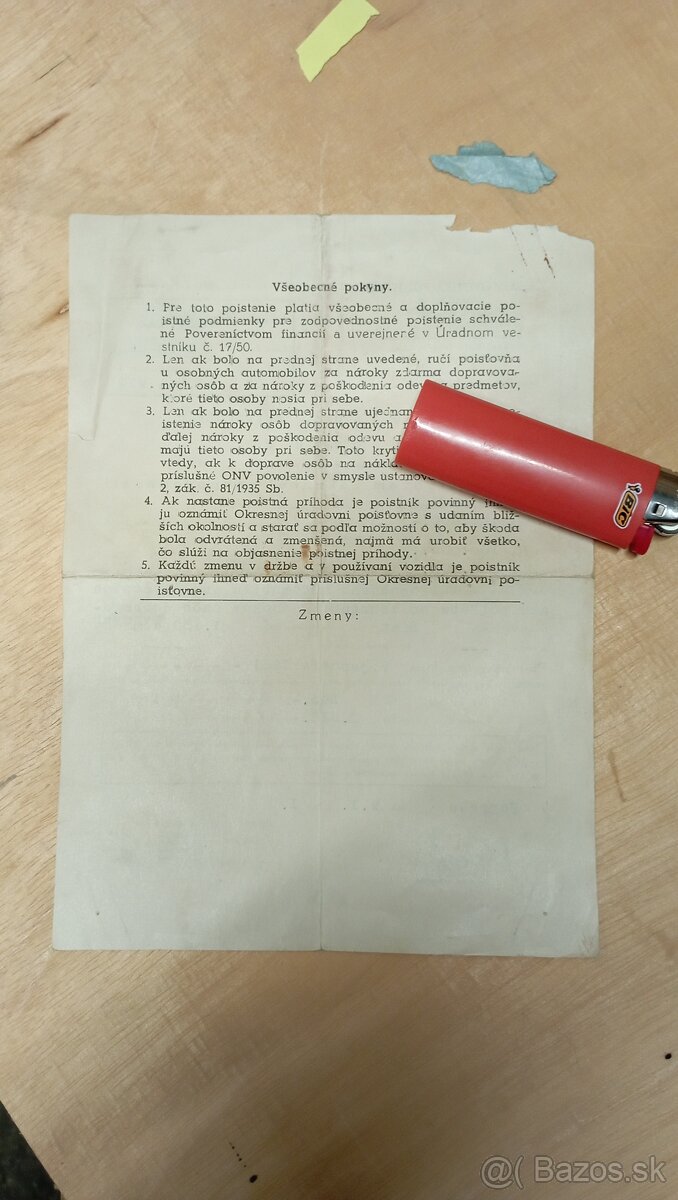 Všeobecné pokyny.
1. Pre toto poistenie platia všeobecné a doplňovacie po-
istné podmienky pre zodpovednostné poistenie schvále-
né Povereníctvom financií a uverejnené v Úradnom ve-
stníku č. 17/50.
2. Len ak bolo na prednej strane uvedené, ručí poisťovňa
u osobných automobilov za nároky zdarma dopravova-
ných osôb a za nároky z poškodenia odevu a predmetov,
ktoré tieto osoby nosia pri sebe.
3. Len ak bolo na prednej strane
istenie nároky osôb dopravovaných
ďalej nároky z poškodenia odevu a
majú tieto osoby pri sebe. Toto
vtedy, ak k doprave osôb na
príslušné ONV povolenie v smysle
2, zák. č. 81/1935 Sb.
4. Ak nastane poistná príhoda je poistník povinný
ju oznámiť Okresnej úradovni poisťovne s udaním bliž-
ších okolností a starať sa podľa možnosti o to, aby škoda
bola odvrátená a zmenšená, najmä má urobiť všetko,
čo slúži na objasnenie poistnej príhody.
5. Každú zmenu v držbe a v používaní vozidla je poistník
povinný ihneď oznámiť príslušnej Okresnej úradovni po-
isťovne.
Zmeny:
BIC
@( Bazos.sk